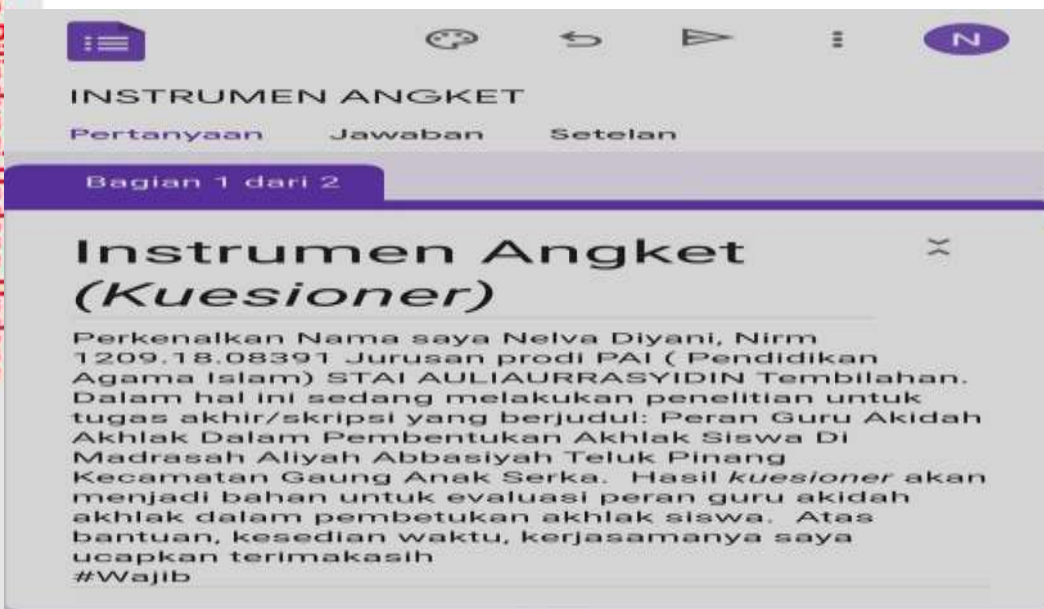 N
INSTRUMEN ANGKET
Pertanyaan Jawaban Setelan
Bagian 1 dari 2
Instrumen Angket
(Kuesioner)
Perkenalkan Nama saya Nelva Diyani, Nirm
1209.18.08391 Jurusan prodi PAI ( Pendidikan
Agama Islam) STAI AULIAURRASYIDIN Tembilahan.
Dalam hal ini sedang melakukan penelitian untuk
tugas akhir/skripsi yang berjudul: Peran Guru Akidah
Akhlak Dalam Pembentukan Akhlak Siswa Di
Madrasah Aliyah Abbasiyah Teluk Pinang
Kecamatan Gaung Anak Serka. Hasil kuesioner akan
menjadi bahan untuk evaluasi peran guru akidah
akhlak dalam pembetukan akhlak siswa. Atas
bantuan, kesedian waktu, kerjasamanya saya
ucapkan terimakasih
#Wajib